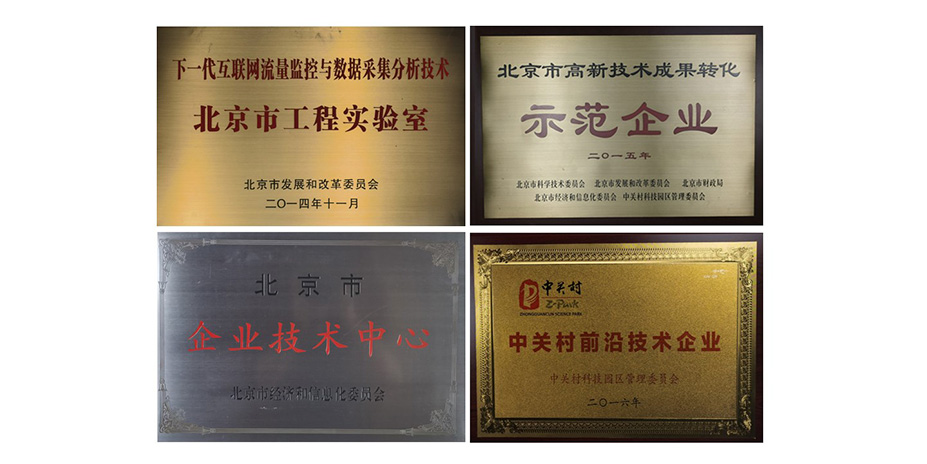 下一代互联网流量监控与数据采集分析技术
北京市工程实验室
北京市发展和改革委员会
二〇一四年十一月
北京市高新技术成果转化
示范企业
二〇一五年
北京市科学技术委员会 北京市发展和改革委员会 北京市财政局
北京市经济和信息化委员会 中关村科技园区管理委员会
北京市
企业技术中心
北京市经济和信息化委员会
中关村
Z-Park
ZHONGGUANCUN SCIENCE PARK
中关村前沿技术企业
中关村科技园区管理委员会
二〇一六年